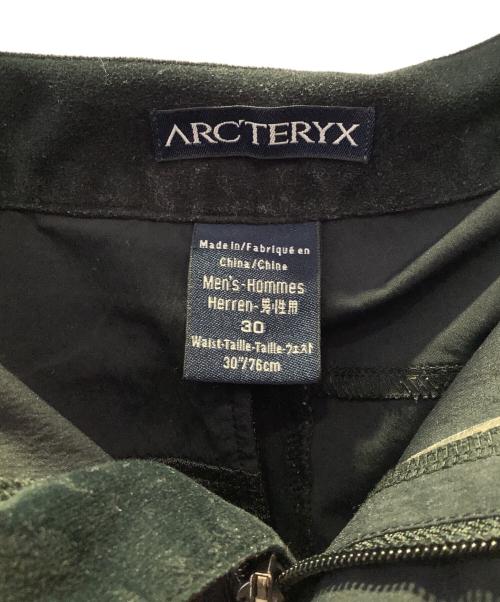 ARC'TERYX
Made in/Fabriqué en
China/Chine
Men's-Hommes
Herren-男性用
30
Waist-Taille-Taille-ウェスト
30"/76cm